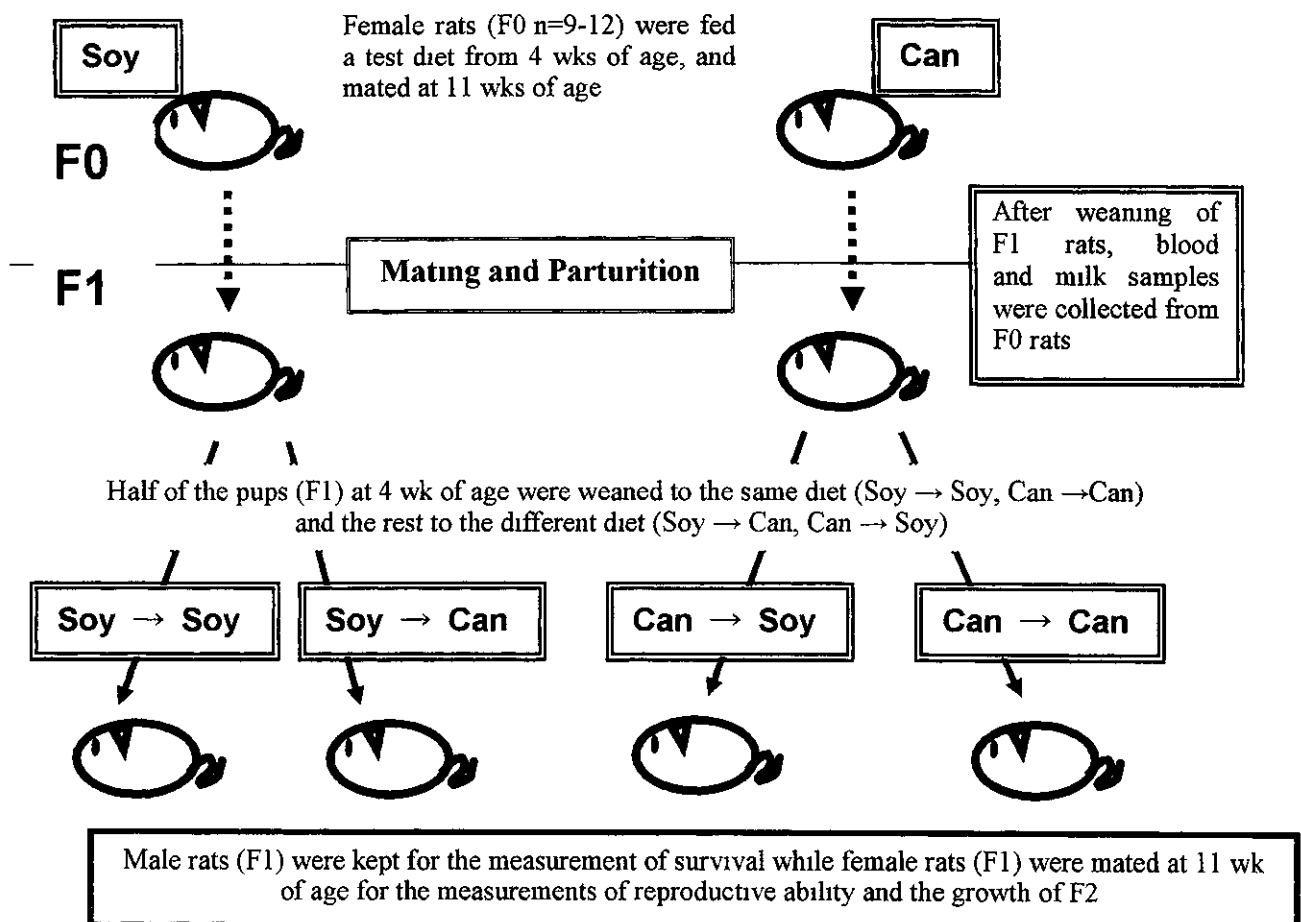 Soy
Female rats (F0 n=9-12) were fed
a test diet from 4 wks of age, and
mated at 11 wks of age
Can
F0
F1
Mating and Parturition
After weaning of
F1 rats, blood
and milk samples
were collected from
F0 rats
Half of the pups (F1) at 4 wk of age were weaned to the same diet (Soy → Soy, Can →Can)
and the rest to the different diet (Soy → Can, Can → Soy)
Soy → Soy
Soy → Can
Can → Soy
Can → Can
Male rats (F1) were kept for the measurement of survival while female rats (F1) were mated at 11 wk
of age for the measurements of reproductive ability and the growth of F2